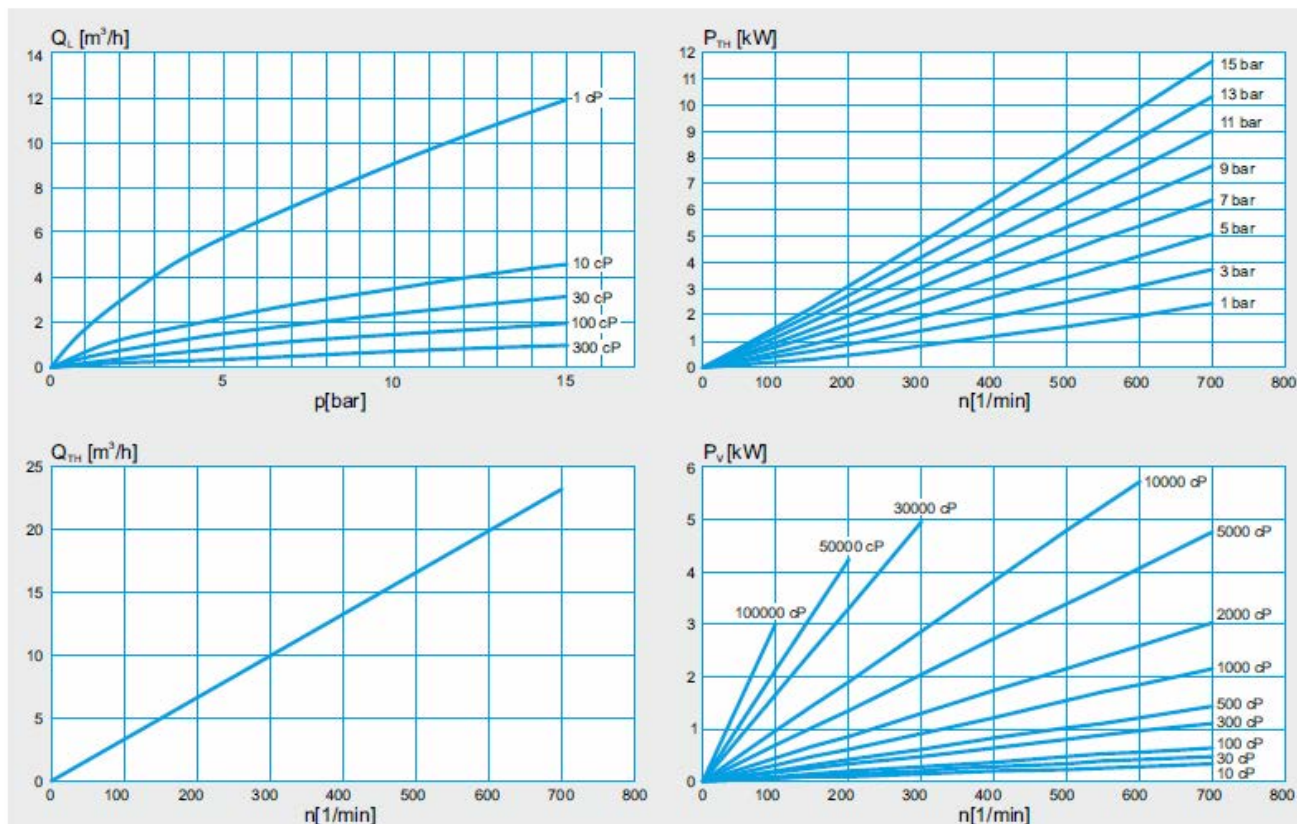 Q_L [m³/h]
14
12
10
8
6
4
2
0
1 cP
10 cP
30 cP
100 cP
300 cP
0 5 10 15
p[bar]
P_TH [kW]
12
11
10
9
8
7
6
5
4
3
2
1
0
15 bar
13 bar
11 bar
9 bar
7 bar
5 bar
3 bar
1 bar
0 100 200 300 400 500 600 700 800
n[1/min]
Q_TH [m³/h]
25
20
15
10
5
0
0 100 200 300 400 500 600 700 800
n[1/min]
P_V [kW]
6
5
4
3
2
1
0
100000 cP
50000 cP
30000 cP
10000 cP
5000 cP
2000 cP
1000 cP
500 cP
300 cP
100 cP
30 cP
10 cP
0 100 200 300 400 500 600 700 800
n[1/min]